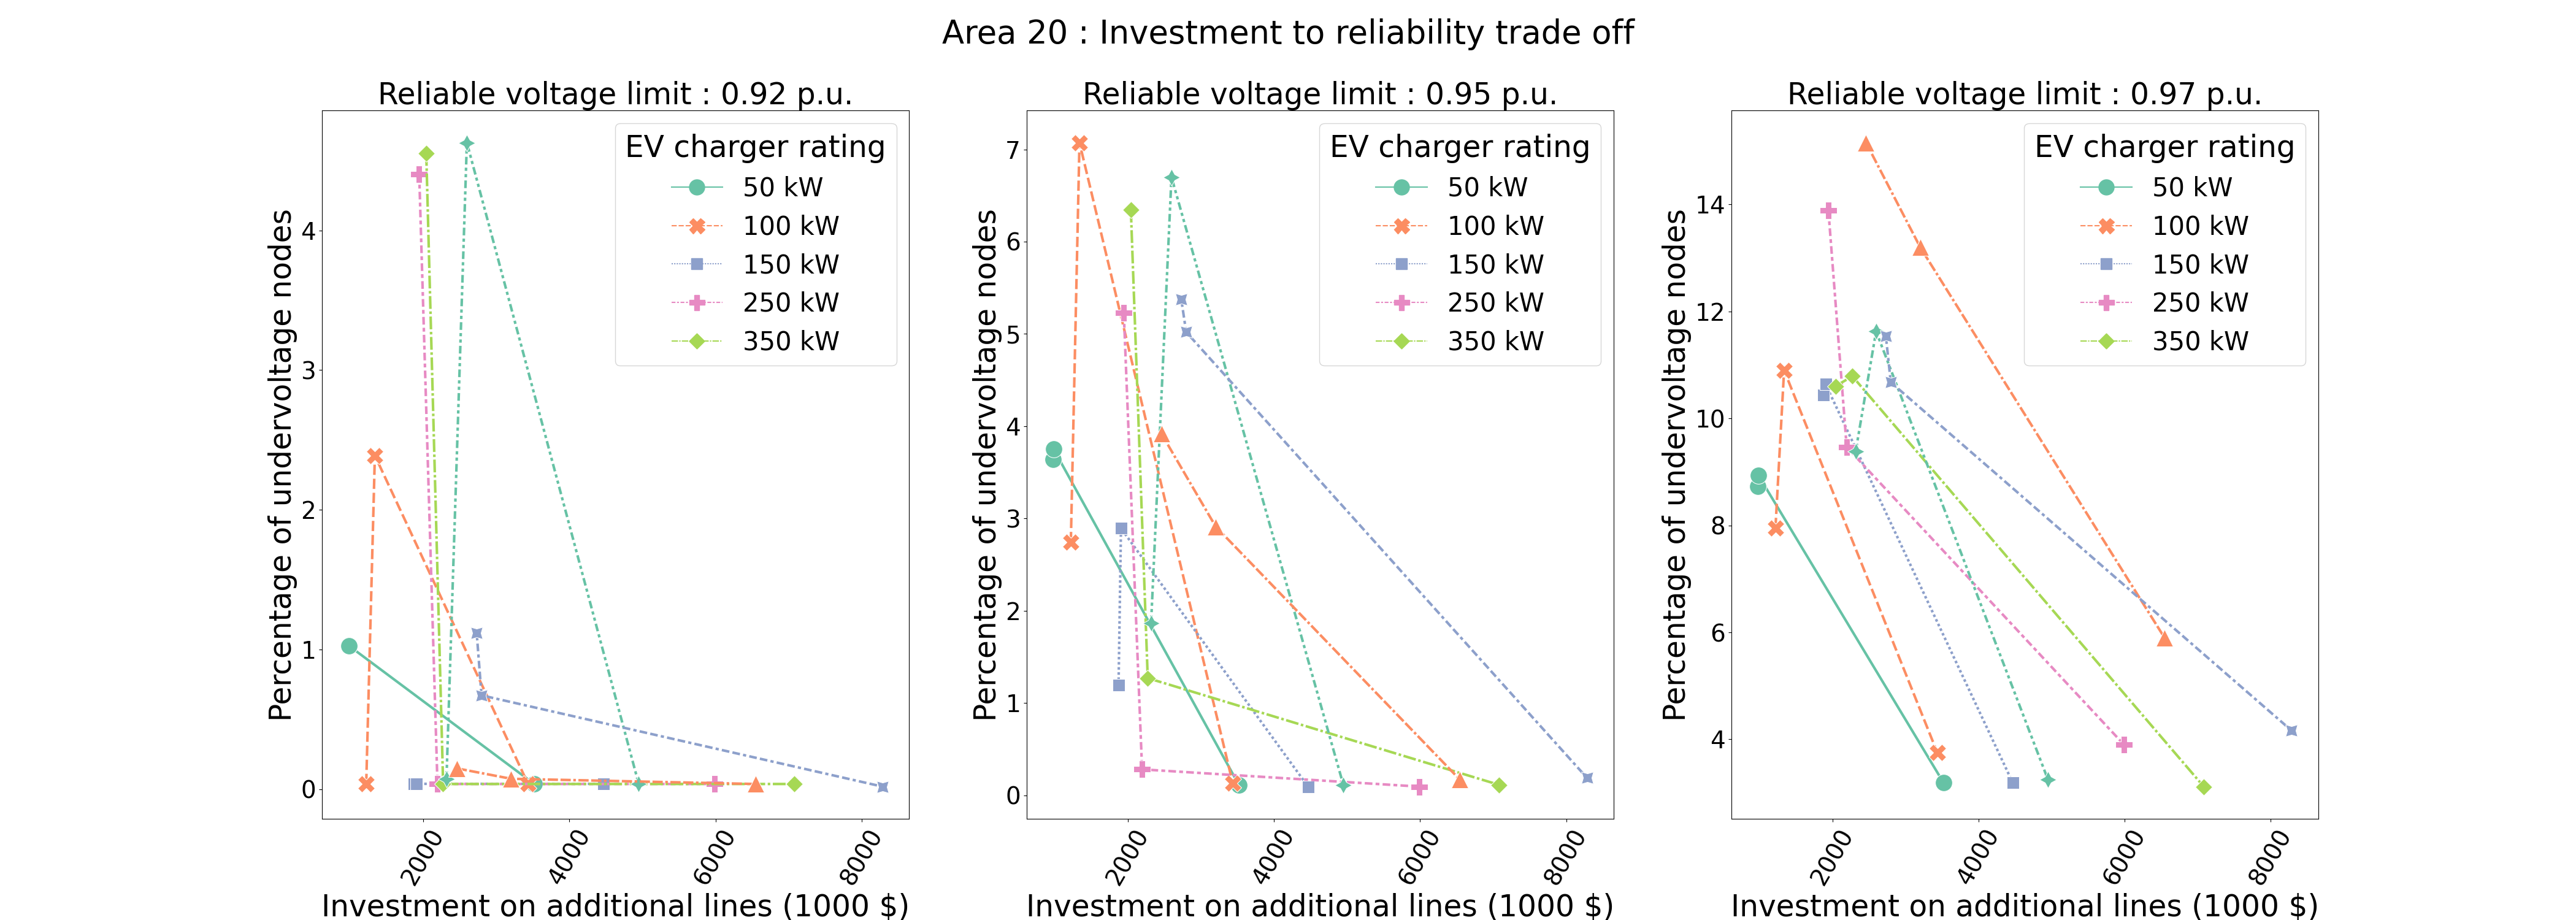 Area 20 : Investment to reliability trade off
Reliable voltage limit : 0.92 p.u.
Percentage of undervoltage nodes
4
3
2
1
0
EV charger rating
50 kW
100 kW
150 kW
250 kW
350 kW
2000
4000
6000
8000
Investment on additional lines (1000 $)
Reliable voltage limit : 0.95 p.u.
Percentage of undervoltage nodes
7
6
5
4
3
2
1
0
EV charger rating
50 kW
100 kW
150 kW
250 kW
350 kW
2000
4000
6000
8000
Investment on additional lines (1000 $)
Reliable voltage limit : 0.97 p.u.
Percentage of undervoltage nodes
14
12
10
8
6
4
EV charger rating
50 kW
100 kW
150 kW
250 kW
350 kW
2000
4000
6000
8000
Investment on additional lines (1000 $)